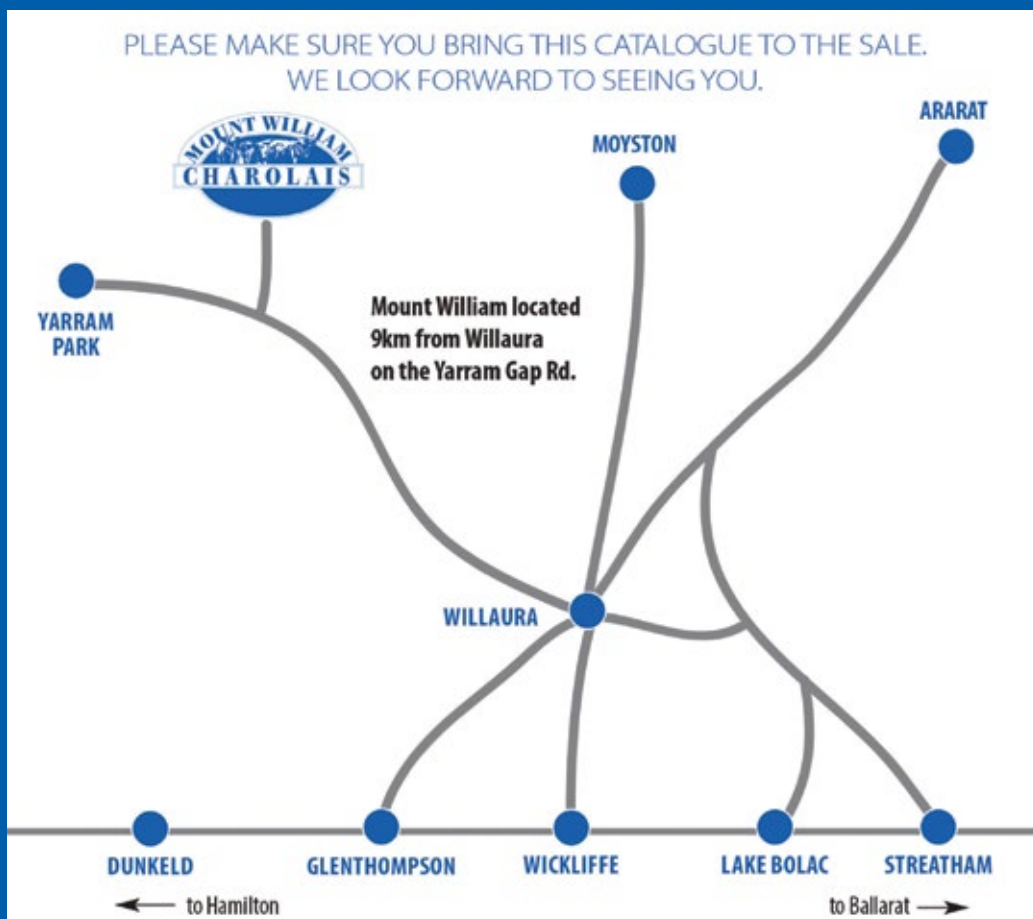 PLEASE MAKE SURE YOU BRING THIS CATALOGUE TO THE SALE.
WE LOOK FORWARD TO SEEING YOU.
ARARAT
MOUNT WILLIAM
CHAROLAIS
MOYSTON
YARRAM
PARK
Mount William located
9km from Willaura
on the Yarram Gap Rd.
WILLAURA
DUNKELD
GLENTHOMPSON
WICKLIFFE
LAKE BOLAC
STREATHAM
to Hamilton
to Ballarat